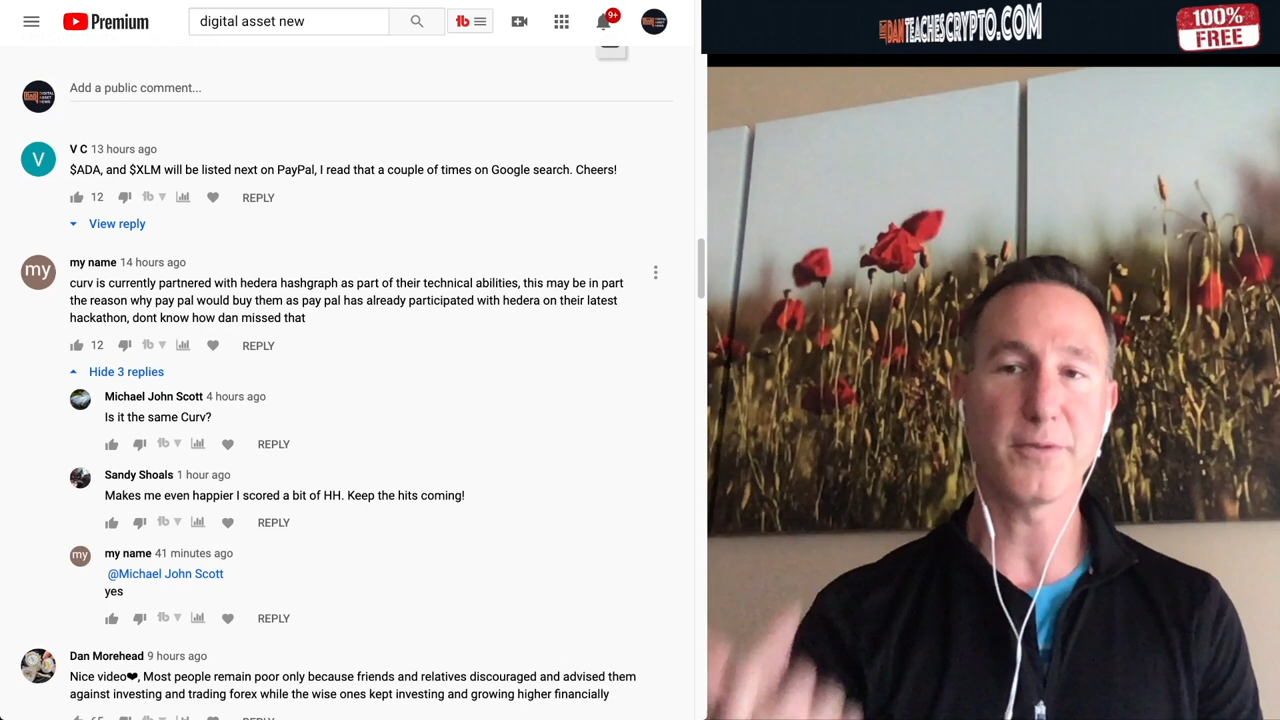 Premium
digital asset new
9+
DANTEACHESCRYPTO.COM
100%
FREE
Add a public comment...
V
V C 13 hours ago
$ADA, and $XLM will be listed next on PayPal, I read that a couple of times on Google search. Cheers!
12 REPLY
View reply
my
my name 14 hours ago
curv is currently partnered with hedera hashgraph as part of their technical abilities, this may be in part
the reason why pay pal would buy them as pay pal has already participated with hedera on their latest
hackathon, dont know how dan missed that
12 REPLY
Hide 3 replies
Michael John Scott 4 hours ago
Is it the same Curv?
REPLY
Sandy Shoals 1 hour ago
Makes me even happier I scored a bit of HH. Keep the hits coming!
REPLY
my
my name 41 minutes ago
@Michael John Scott
yes
REPLY
Dan Morehead 9 hours ago
Nice video❤, Most people remain poor only because friends and relatives discouraged and advised them
against investing and trading forex while the wise ones kept investing and growing higher financially